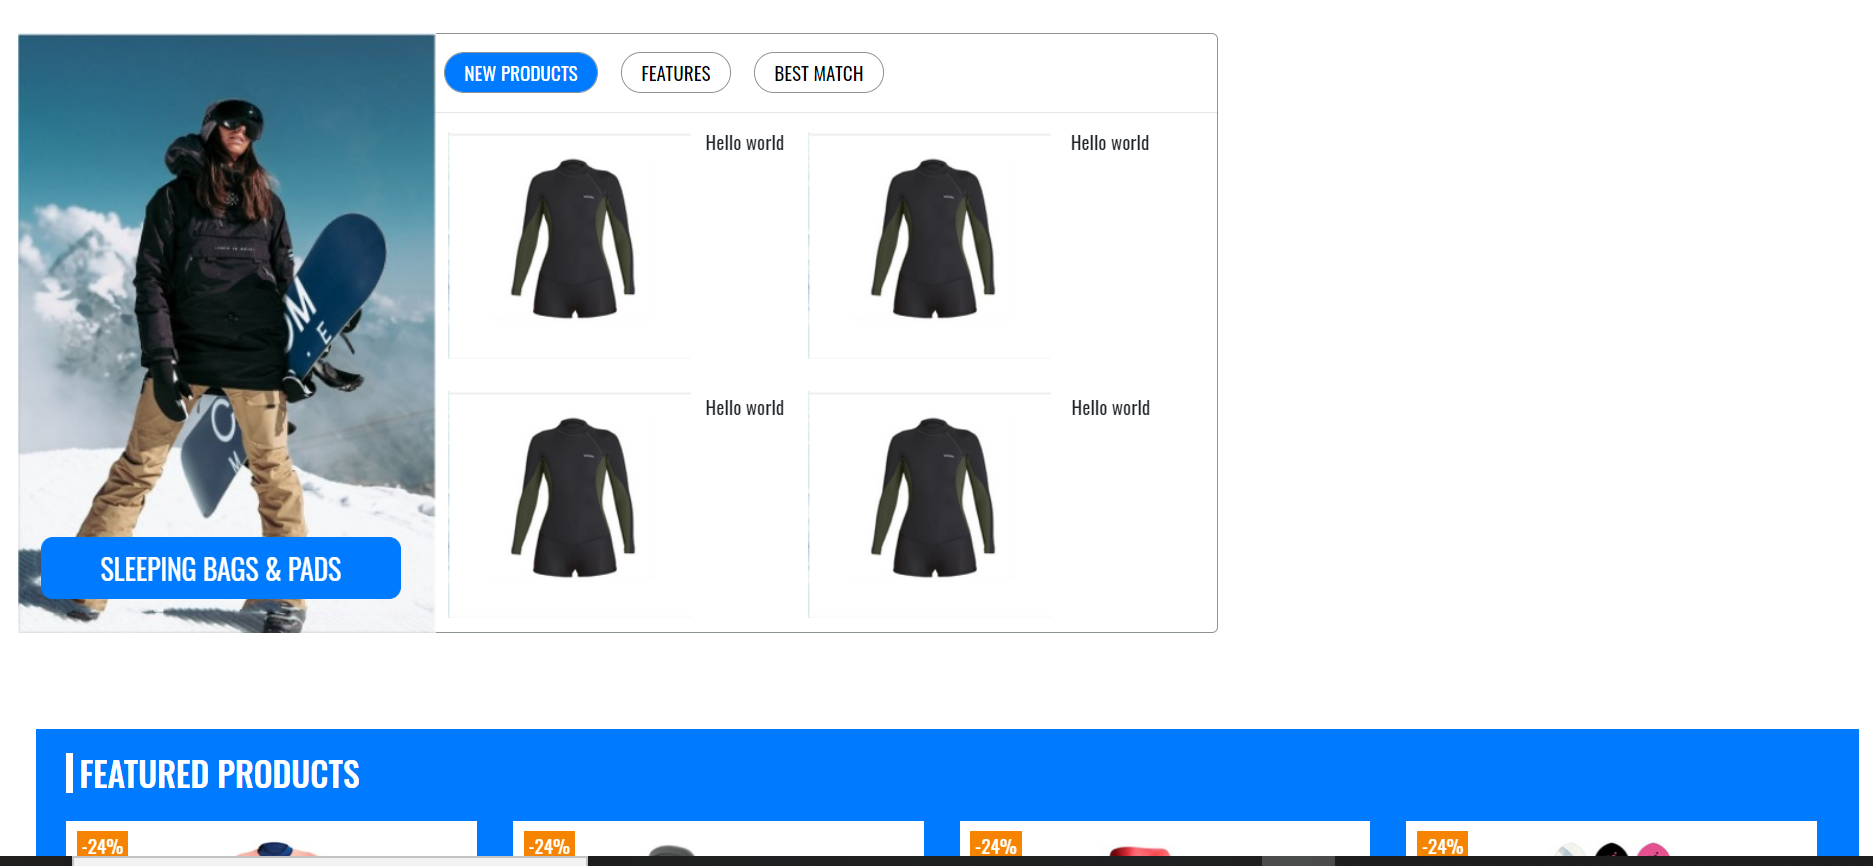 NEW PRODUCTS
FEATURES
BEST MATCH
Hello world
Hello world
Hello world
Hello world
SLEEPING BAGS & PADS
FEATURED PRODUCTS
-24%
-24%
-24%
-24%